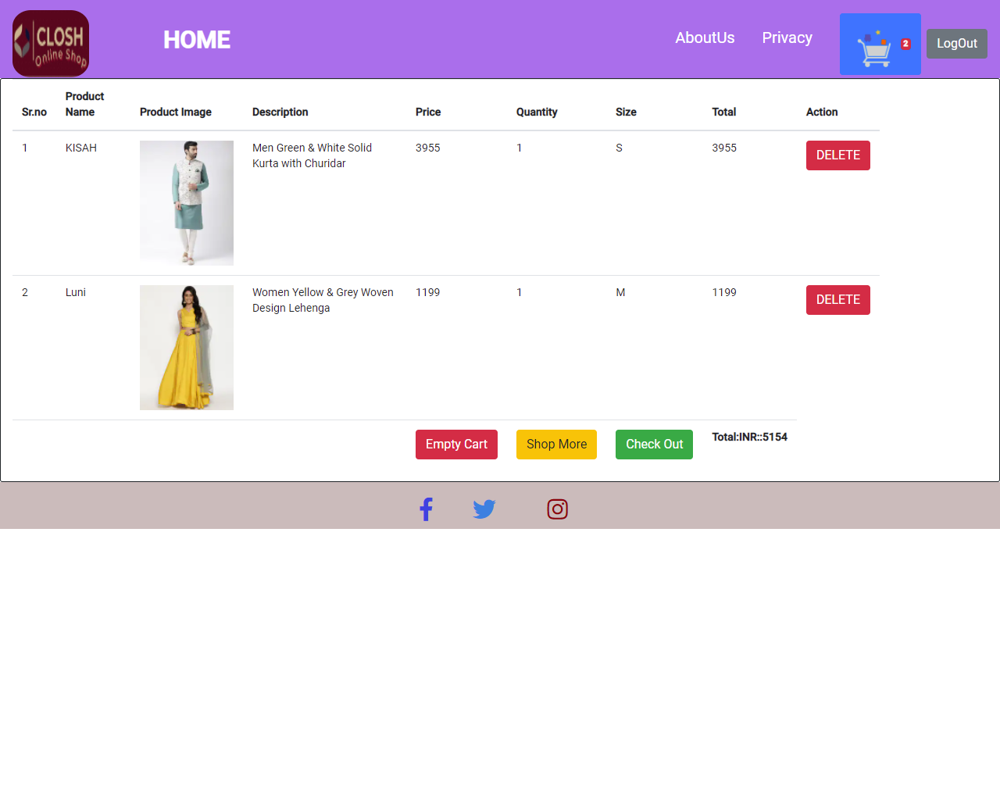 CLOSH
Online Shop
HOME
AboutUs
Privacy
2
LogOut
Sr.no
Product
Name
Product Image
Description
Price
Quantity
Size
Total
Action
1
KISAH
Men Green & White Solid
Kurta with Churidar
3955
1
S
3955
DELETE
2
Luni
Women Yellow & Grey Woven
Design Lehenga
1199
1
M
1199
DELETE
Empty Cart
Shop More
Check Out
Total:INR::5154